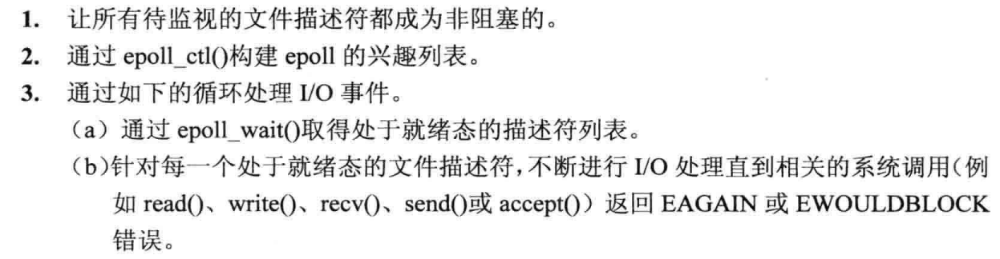 1. 让所有待监视的文件描述符都成为非阻塞的。
2. 通过 epoll_ctl()构建 epoll 的兴趣列表。
3. 通过如下的循环处理 I/O 事件。
（a）通过 epoll_wait()取得处于就绪态的描述符列表。
（b）针对每一个处于就绪态的文件描述符，不断进行 I/O 处理直到相关的系统调用（例
如 read()、write()、recv()、send()或 accept()）返回 EAGAIN 或 EWOULDBLOCK
错误。